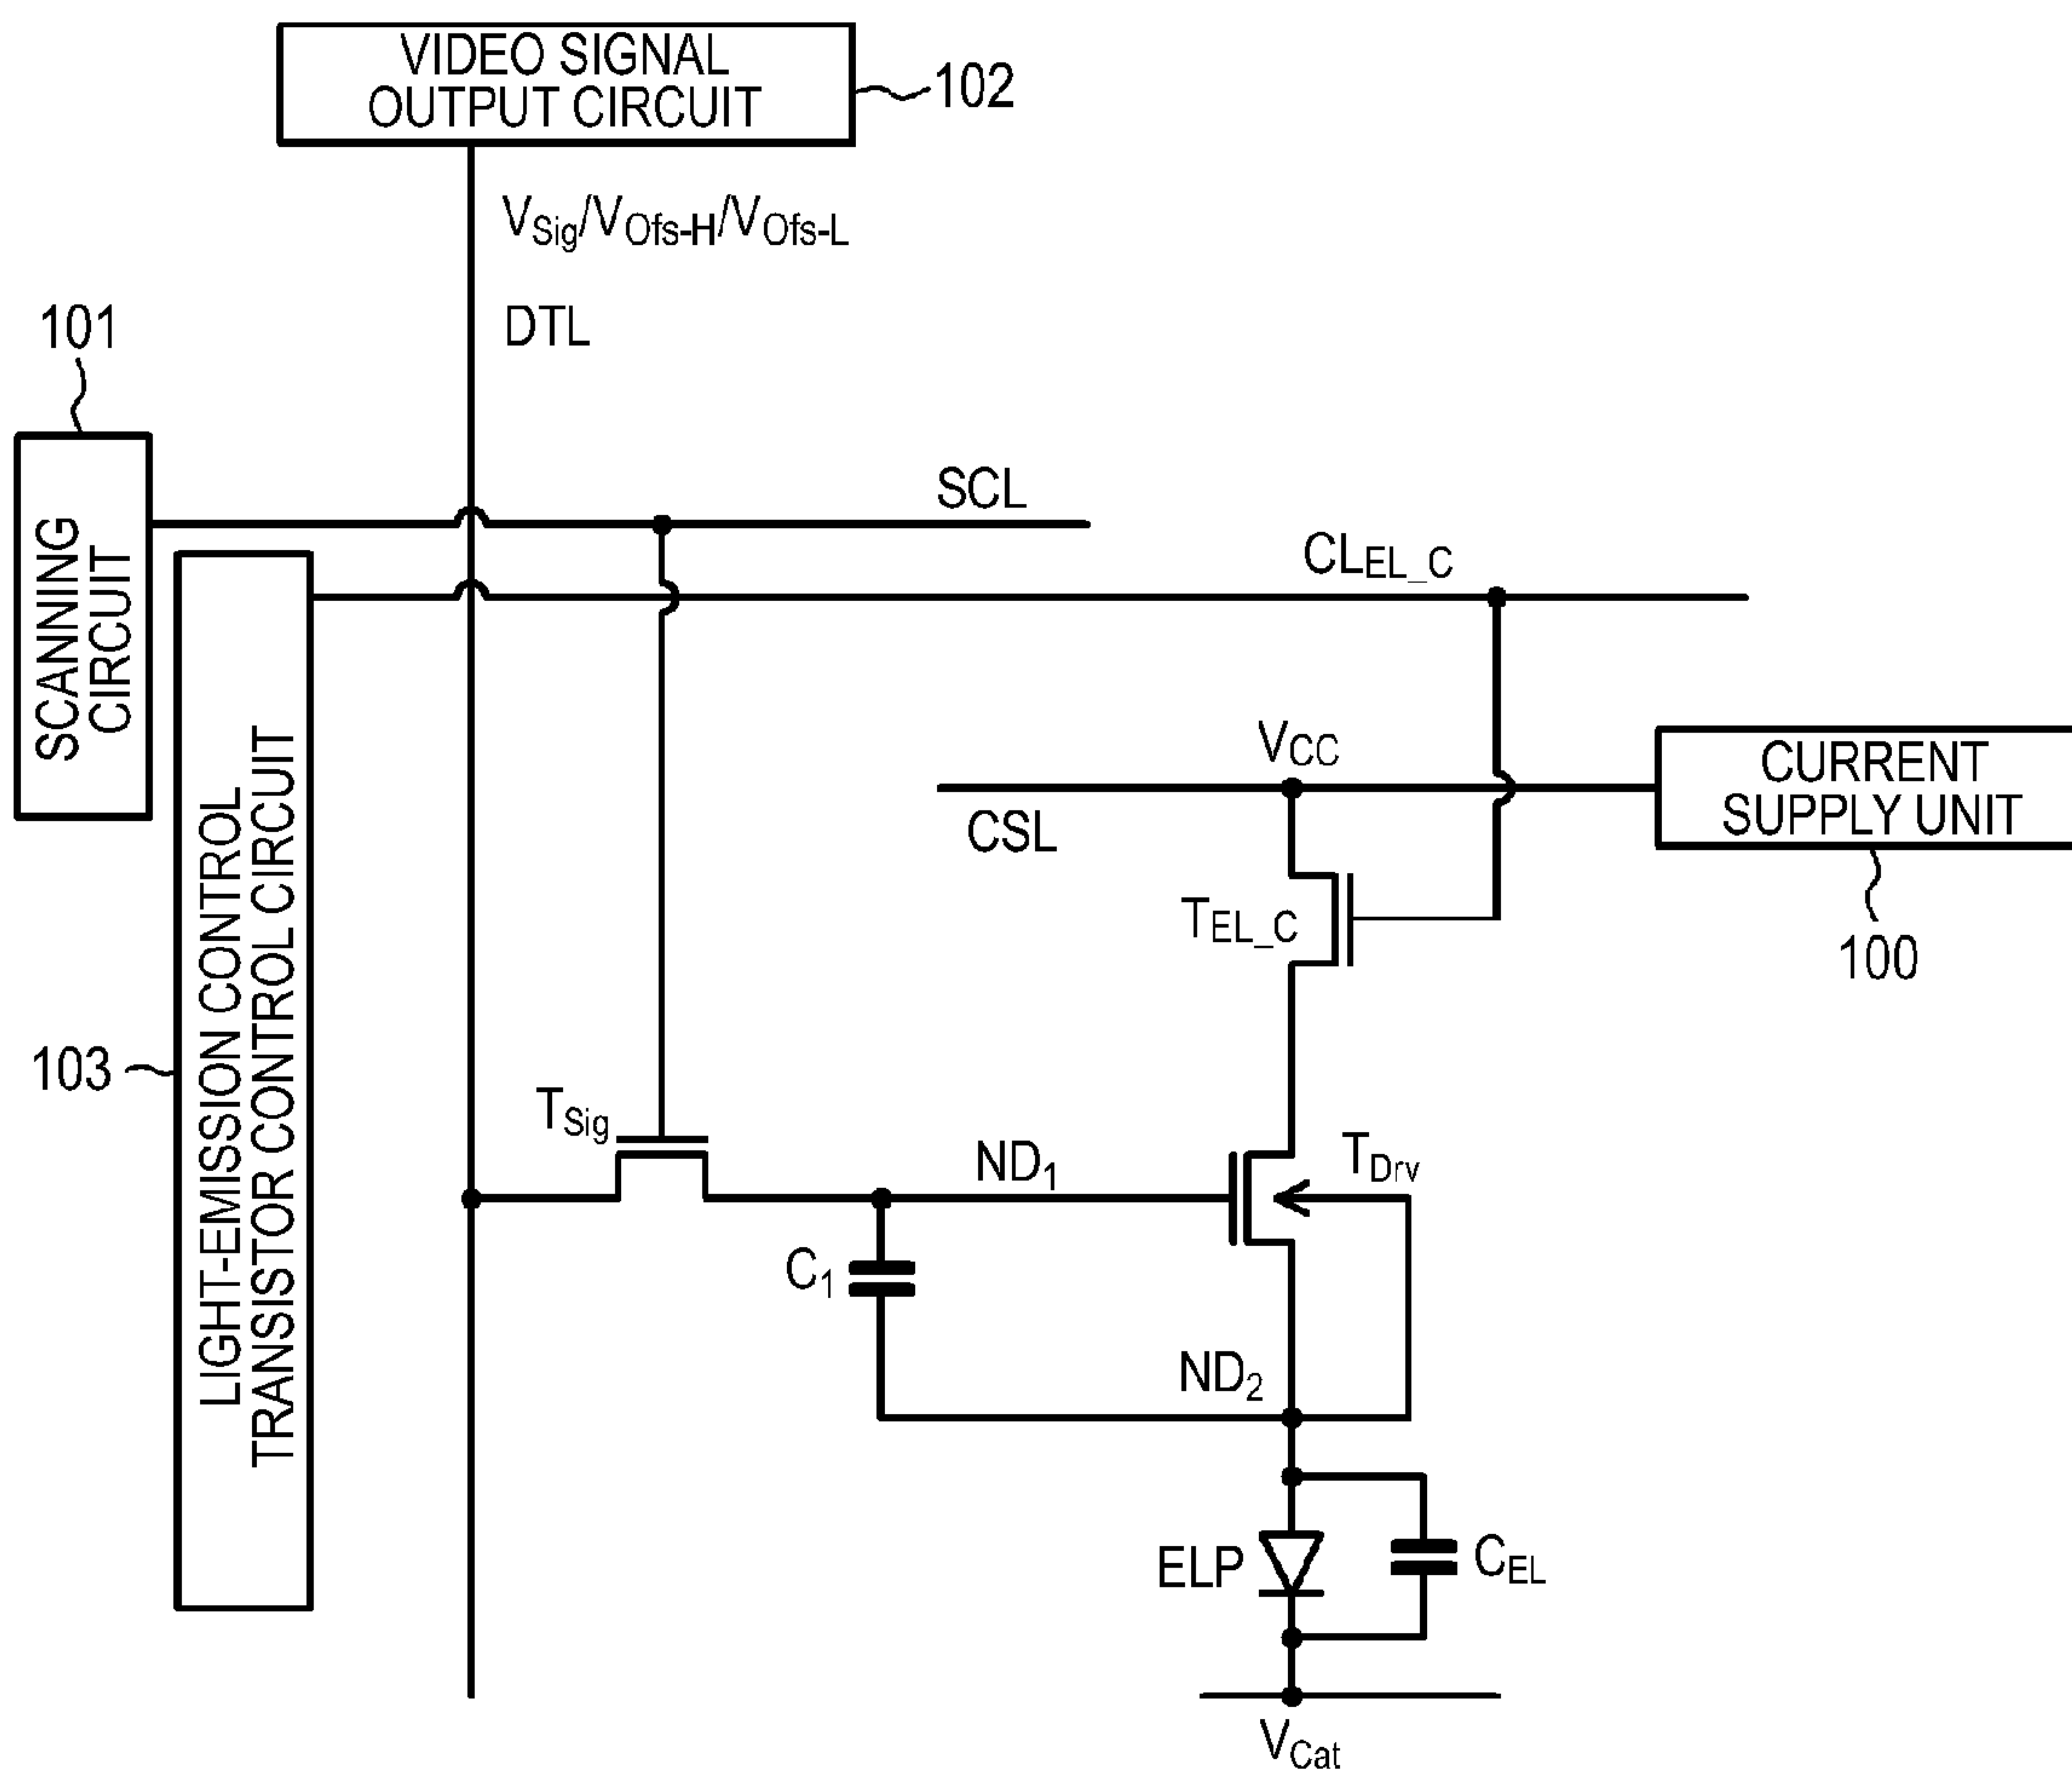 VIDEO SIGNAL
OUTPUT CIRCUIT
102
VSig/VOfs-H/VOfs-L
DTL
101
SCANNING
CIRCUIT
SCL
CLEL_C
VCC
CSL
CURRENT
SUPPLY UNIT
100
TEL_C
LIGHT-EMISSION CONTROL
TRANSISTOR CONTROL CIRCUIT
103
TSig
ND1
TDrv
C1
ND2
ELP
CEL
VCat